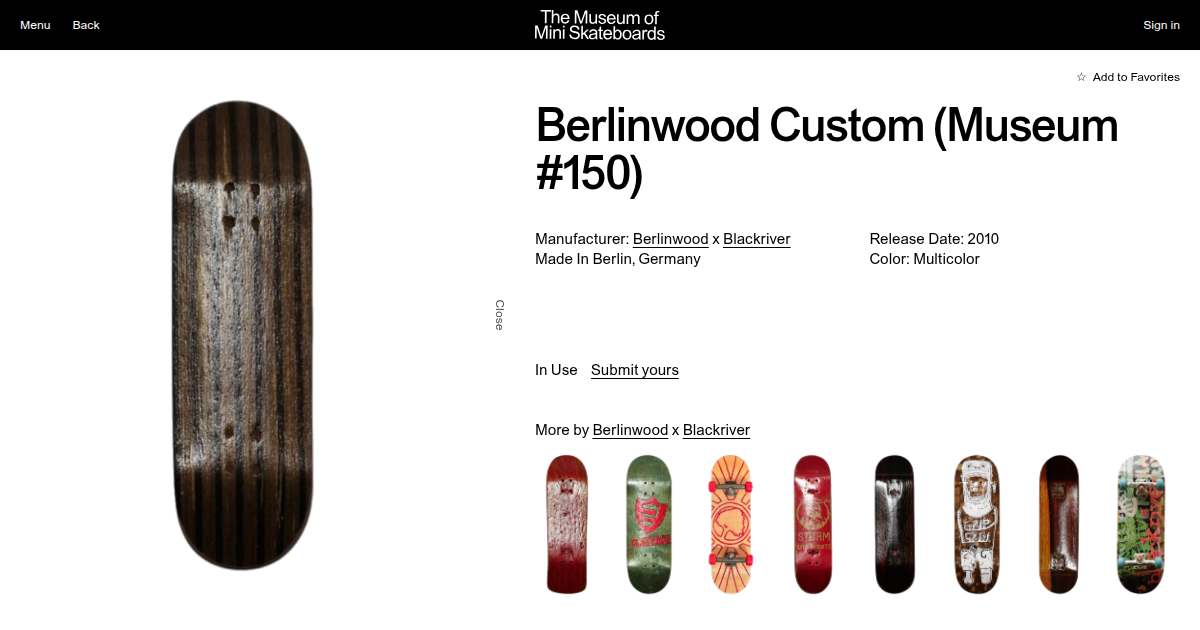 Menu Back
The Museum of
Mini Skateboards
Sign in
☆ Add to Favorites
Berlinwood Custom (Museum
#150)
Manufacturer: Berlinwood x Blackriver
Made In Berlin, Germany
Release Date: 2010
Color: Multicolor
Close
In Use Submit yours
More by Berlinwood x Blackriver
STURM